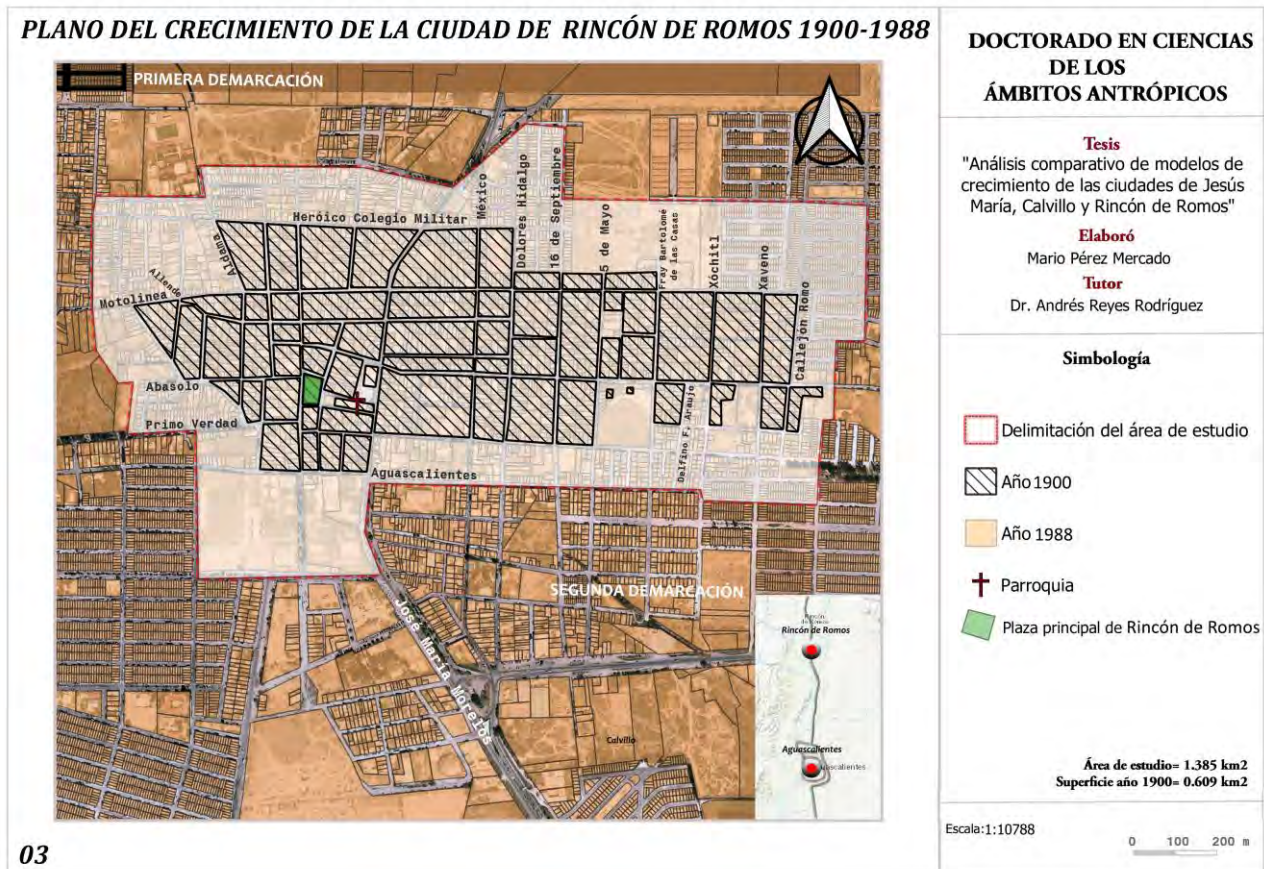 PLANO DEL CRECIMIENTO DE LA CIUDAD DE RINCÓN DE ROMOS 1900-1988
PRIMERA DEMARCACIÓN
Heróico Colegio Militar
México
Dolores Hidalgo
16 de Septiembre
5 de Mayo
Fray Bartolomé
de las Casas
Xóchitl
Xaveno
Callejón Romo
Aldama
Allende
Motolinea
Abasolo
Primo Verdad
Aguascalientes
Delfino F. Araujo
SEGUNDA DEMARCACIÓN
José María Morelos
Calvillo
Rincón
de Romos
Rincón de Romos
Aguascalientes
03
DOCTORADO EN CIENCIAS
DE LOS
ÁMBITOS ANTRÓPICOS
Tesis
"Análisis comparativo de modelos de
crecimiento de las ciudades de Jesús
María, Calvillo y Rincón de Romos"
Elaboró
Mario Pérez Mercado
Tutor
Dr. Andrés Reyes Rodríguez
Simbología
Delimitación del área de estudio
Año 1900
Año 1988
Parroquia
Plaza principal de Rincón de Romos
Área de estudio= 1.385 km2
Superficie año 1900= 0.609 km2
Escala:1:10788
0 100 200 m